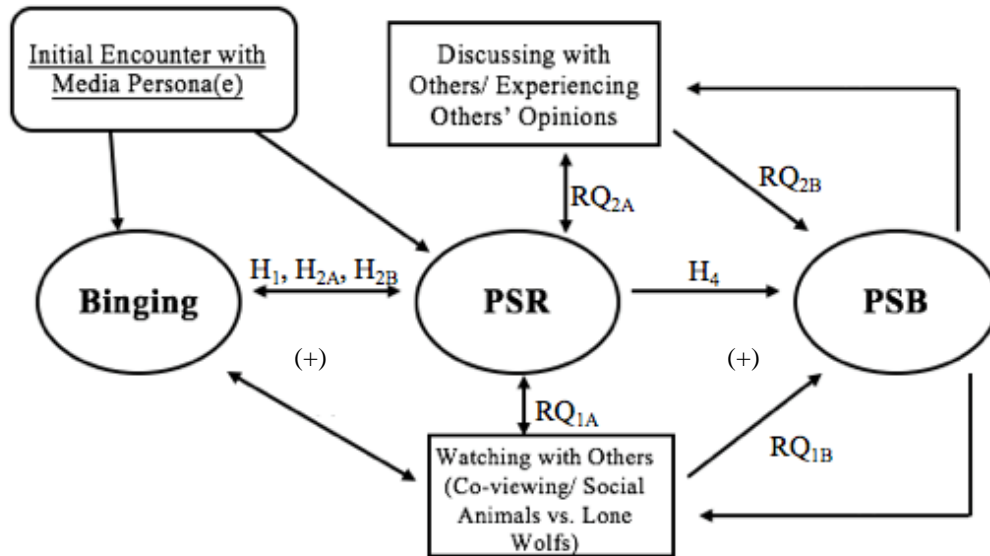 Initial Encounter with
Media Persona(e)
Discussing with
Others/ Experiencing
Others' Opinions
RQ2A
RQ2B
Binging
H1, H2A, H2B
(+)
PSR
H4
(+)
PSB
RQ1A
RQ1B
Watching with Others
(Co-viewing/ Social
Animals vs. Lone
Wolfs)